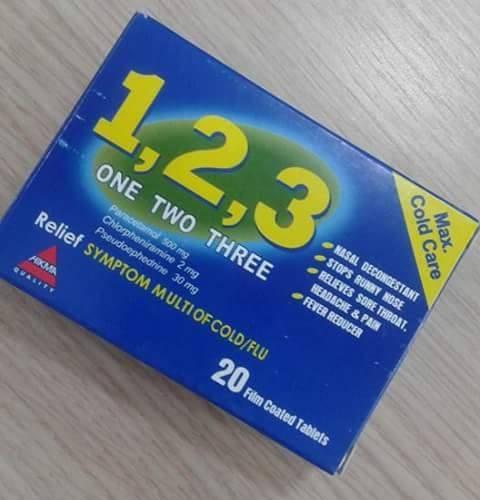 1,2,3
ONE TWO THREE
Paracetamol 500 mg
Chlorpheniramine 2 mg
Pseudoephedrine 30 mg
Relief SYMPTOM MULTI OF COLD/FLU
HIKMA
QUALITY
Max.
Cold Care
NASAL DECONGESTANT
STOPS RUNNY NOSE
RELIEVES SORE THROAT,
HEADACHE & PAIN
FEVER REDUCER
20 Film Coated Tablets